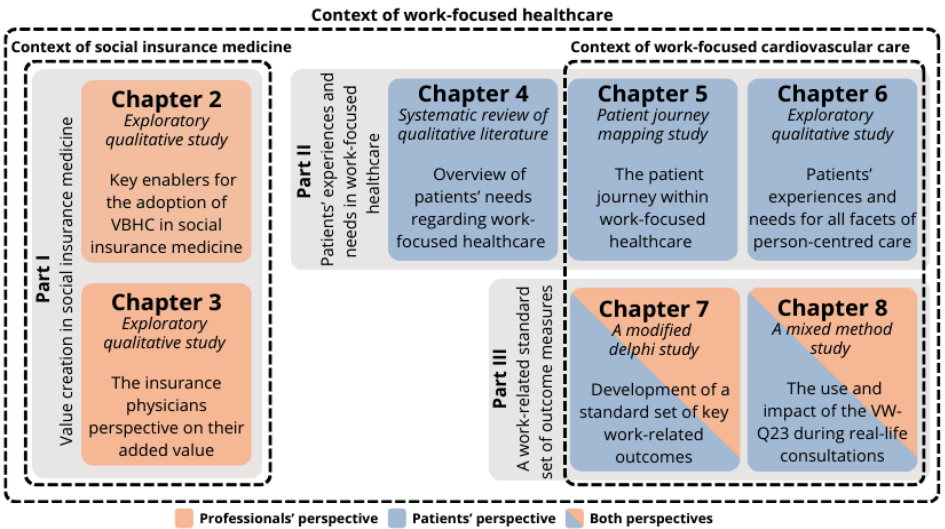 Context of work-focused healthcare
Context of social insurance medicine
Part I
Value creation in social insurance medicine
Chapter 2
Exploratory
qualitative study
Key enablers for
the adoption of
VBHC in social
insurance medicine
Chapter 3
Exploratory
qualitative study
The insurance
physicians
perspective on their
added value
Context of work-focused cardiovascular care
Part II
Patients’ experiences and
needs in work-focused
healthcare
Chapter 4
Systematic review of
qualitative literature
Overview of
patients’ needs
regarding work-
focused healthcare
Chapter 5
Patient journey
mapping study
The patient
journey within
work-focused
healthcare
Chapter 6
Exploratory
qualitative study
Patients’
experiences and
needs for all facets of
person-centred care
Part III
A work-related standard
set of outcome measures
Chapter 7
A modified
delphi study
Development of a
standard set of key
work-related
outcomes
Chapter 8
A mixed method
study
The use and
impact of the VW-
Q23 during real-life
consultations
Professionals’ perspective
Patients’ perspective
Both perspectives